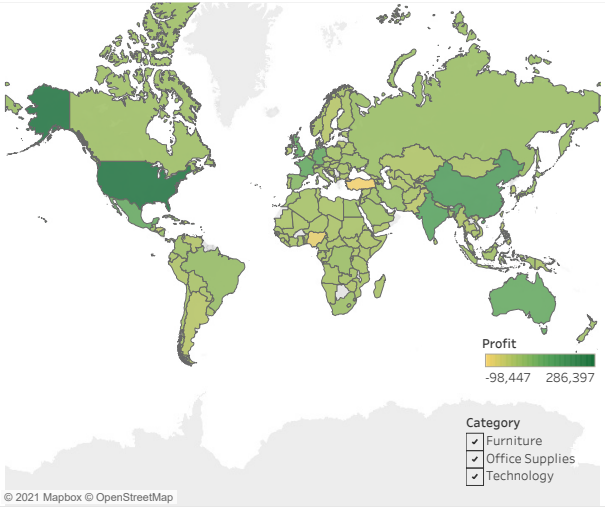 Profit
-98,447 286,397
Category
Furniture
Office Supplies
Technology
© 2021 Mapbox © OpenStreetMap